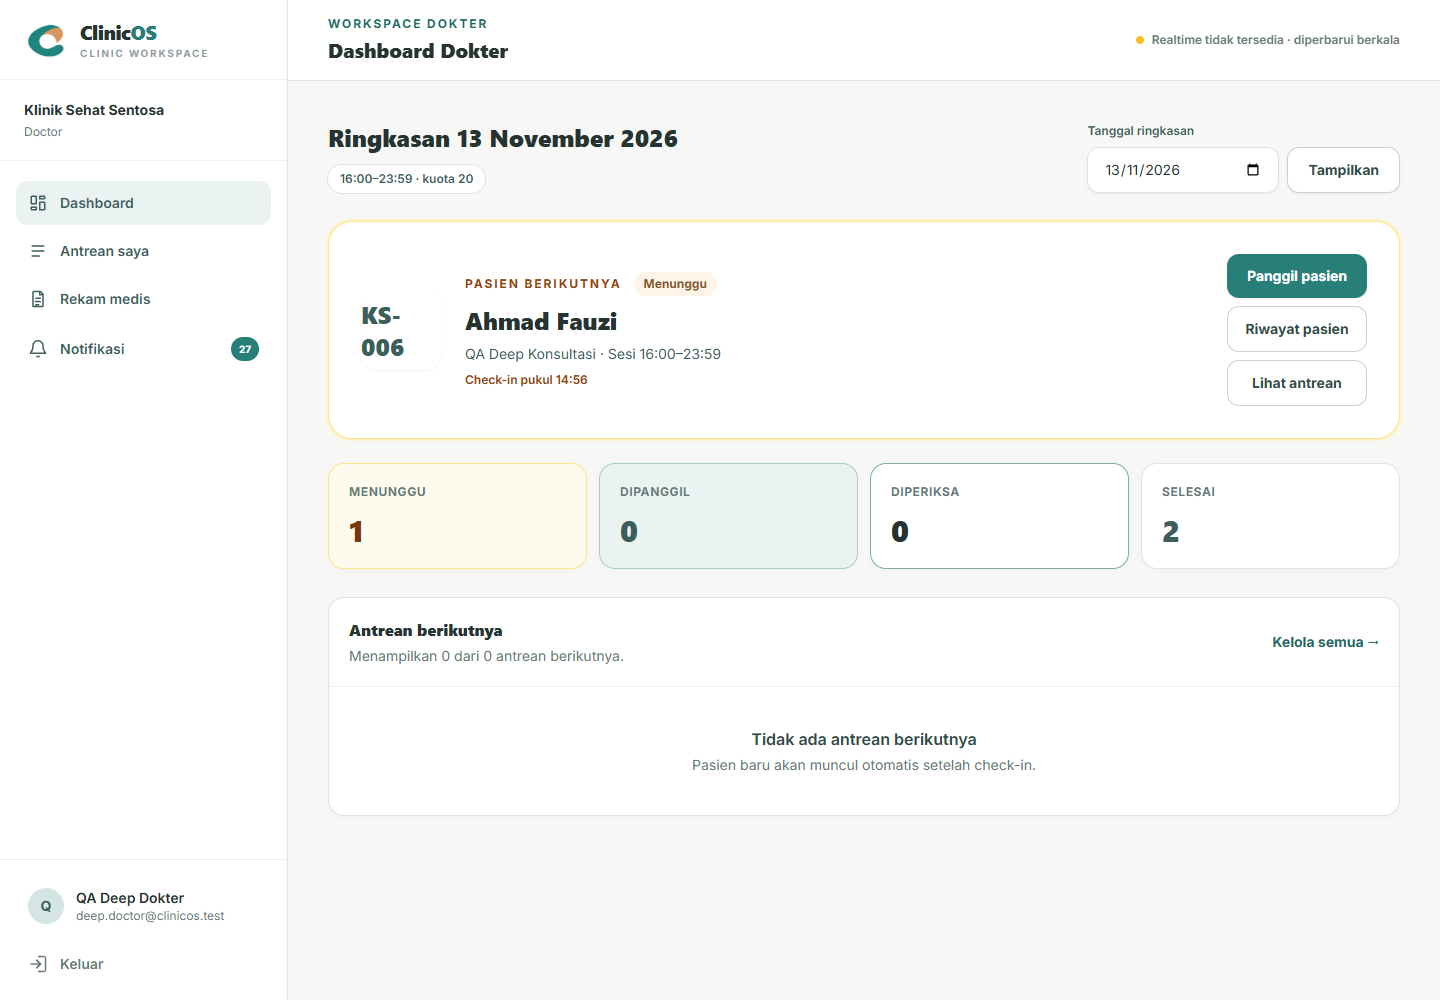 ClinicOS
CLINIC WORKSPACE
Klinik Sehat Sentosa
Doctor
Dashboard
Antrean saya
Rekam medis
Notifikasi 27
Q
QA Deep Dokter
deep.doctor@clinicos.test
Keluar
WORKSPACE DOKTER
Dashboard Dokter
Realtime tidak tersedia · diperbarui berkala
Ringkasan 13 November 2026
16:00–23:59 · kuota 20
Tanggal ringkasan
13/11/2026
Tampilkan
KS-
006
PASIEN BERIKUTNYA Menunggu
Ahmad Fauzi
QA Deep Konsultasi · Sesi 16:00–23:59
Check-in pukul 14:56
Panggil pasien
Riwayat pasien
Lihat antrean
MENUNGGU
1
DIPANGGIL
0
DIPERIKSA
0
SELESAI
2
Antrean berikutnya
Menampilkan 0 dari 0 antrean berikutnya.
Kelola semua →
Tidak ada antrean berikutnya
Pasien baru akan muncul otomatis setelah check-in.